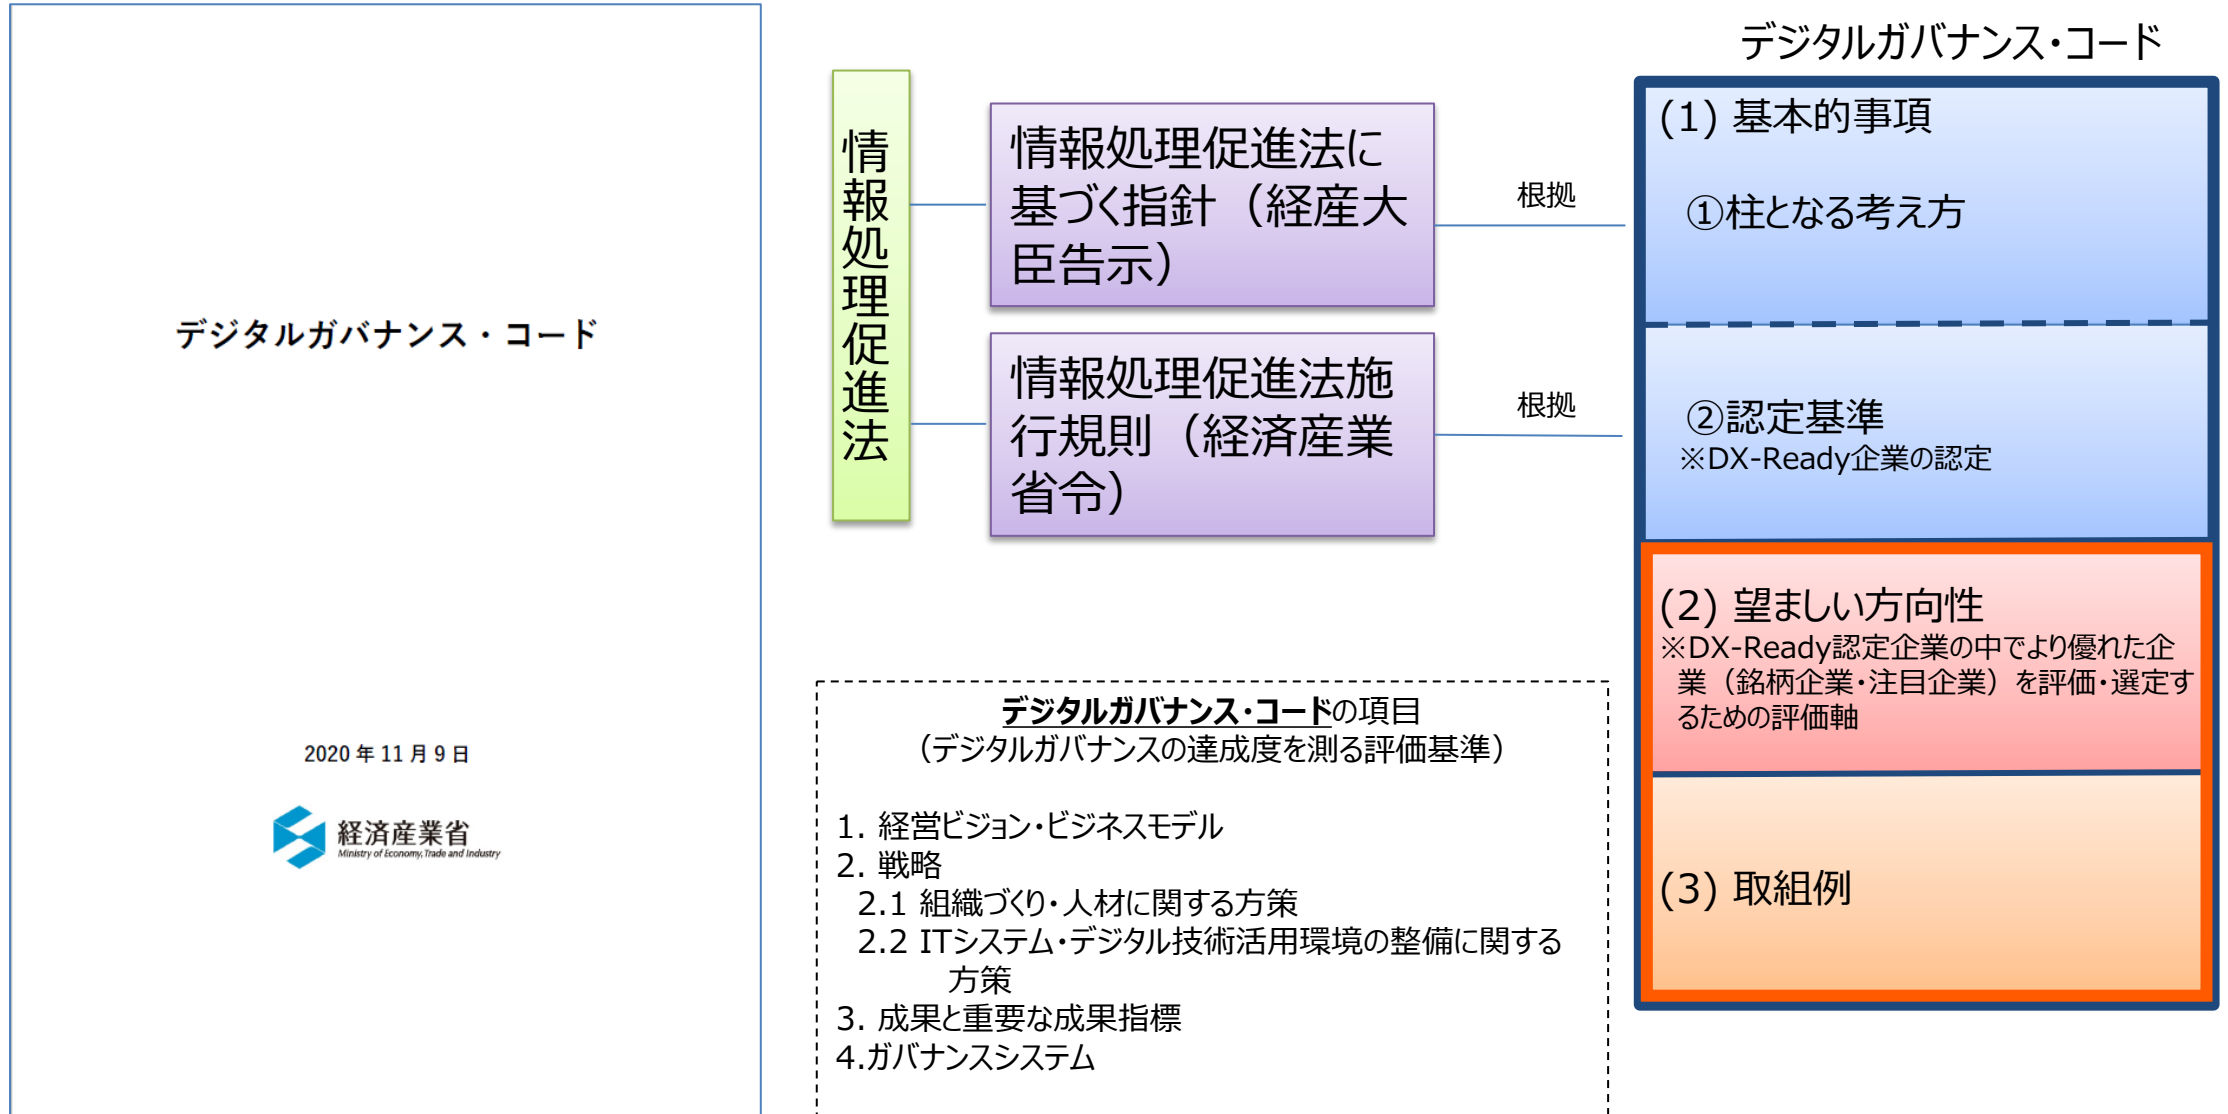 デジタルガバナンス・コード
2020 年 11 月 9 日
経済産業省
Ministry of Economy, Trade and Industry
情報処理促進法
情報処理促進法に
基づく指針（経産大
臣告示）
根拠
情報処理促進法施
行規則（経済産業
省令）
根拠
デジタルガバナンス・コードの項目
（デジタルガバナンスの達成度を測る評価基準）
1. 経営ビジョン・ビジネスモデル
2. 戦略
2.1 組織づくり・人材に関する方策
2.2 ITシステム・デジタル技術活用環境の整備に関する
方策
3. 成果と重要な成果指標
4.ガバナンスシステム
デジタルガバナンス・コード
(1) 基本的事項
①柱となる考え方
②認定基準
※DX-Ready企業の認定
(2) 望ましい方向性
※DX-Ready認定企業の中でより優れた企
業（銘柄企業・注目企業）を評価・選定す
るための評価軸
(3) 取組例